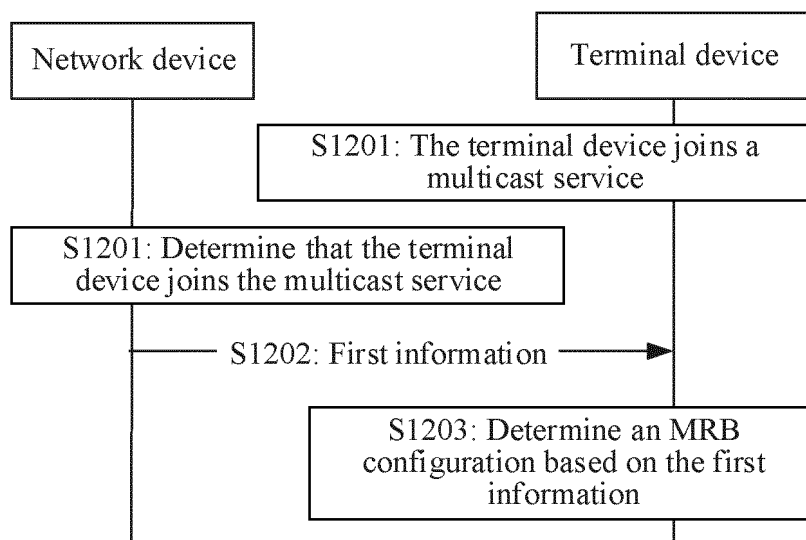 Network device
Terminal device
S1201: The terminal device joins a
multicast service
S1201: Determine that the terminal
device joins the multicast service
S1202: First information
S1203: Determine an MRB
configuration based on the first
information